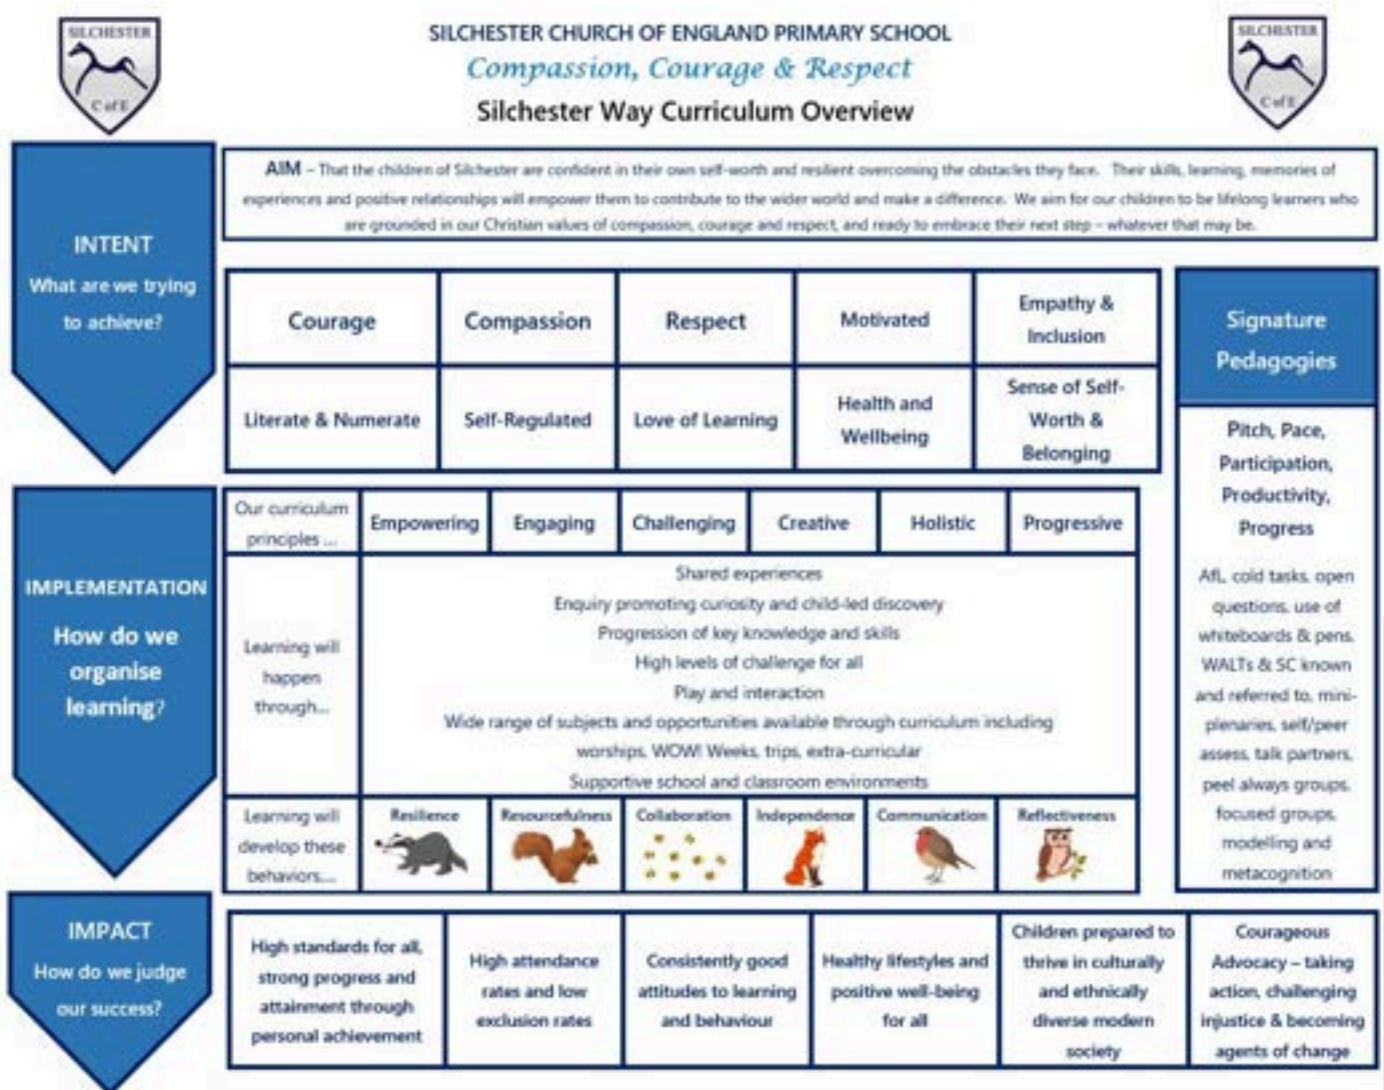 SILCHESTER
C of E
SILCHESTER CHURCH OF ENGLAND PRIMARY SCHOOL
Compassion, Courage & Respect
Silchester Way Curriculum Overview
SILCHESTER
C of E
INTENT
What are we trying
to achieve?
AIM – That the children of Silchester are confident in their own self-worth and resilient overcoming the obstacles they face. Their skills, learning, memories of
experiences and positive relationships will empower them to contribute to the wider world and make a difference. We aim for our children to be lifelong learners who
are grounded in our Christian values of compassion, courage and respect, and ready to embrace their next step – whatever that may be.
Courage
Compassion
Respect
Motivated
Empathy &
Inclusion
Literate & Numerate
Self-Regulated
Love of Learning
Health and
Wellbeing
Sense of Self-
Worth &
Belonging
Signature
Pedagogies
Pitch, Pace,
Participation,
Productivity,
Progress
AfL, cold tasks, open
questions, use of
whiteboards & pens,
WALTs & SC known
and referred to, mini-
plenaries, self/peer
assess, talk partners,
peel always groups,
focused groups,
modelling and
metacognition
IMPLEMENTATION
How do we
organise
learning?
Our curriculum
principles ...
Empowering
Engaging
Challenging
Creative
Holistic
Progressive
Learning will
happen
through...
Shared experiences
Enquiry promoting curiosity and child-led discovery
Progression of key knowledge and skills
High levels of challenge for all
Play and interaction
Wide range of subjects and opportunities available through curriculum including
worships, WOW! Weeks, trips, extra-curricular
Supportive school and classroom environments
Learning will
develop these
behaviors....
Resilience
Resourcefulness
Collaboration
Independence
Communication
Reflectiveness
IMPACT
How do we judge
our success?
High standards for all,
strong progress and
attainment through
personal achievement
High attendance
rates and low
exclusion rates
Consistently good
attitudes to learning
and behaviour
Healthy lifestyles and
positive well-being
for all
Children prepared to
thrive in culturally
and ethnically
diverse modern
society
Courageous
Advocacy – taking
action, challenging
injustice & becoming
agents of change